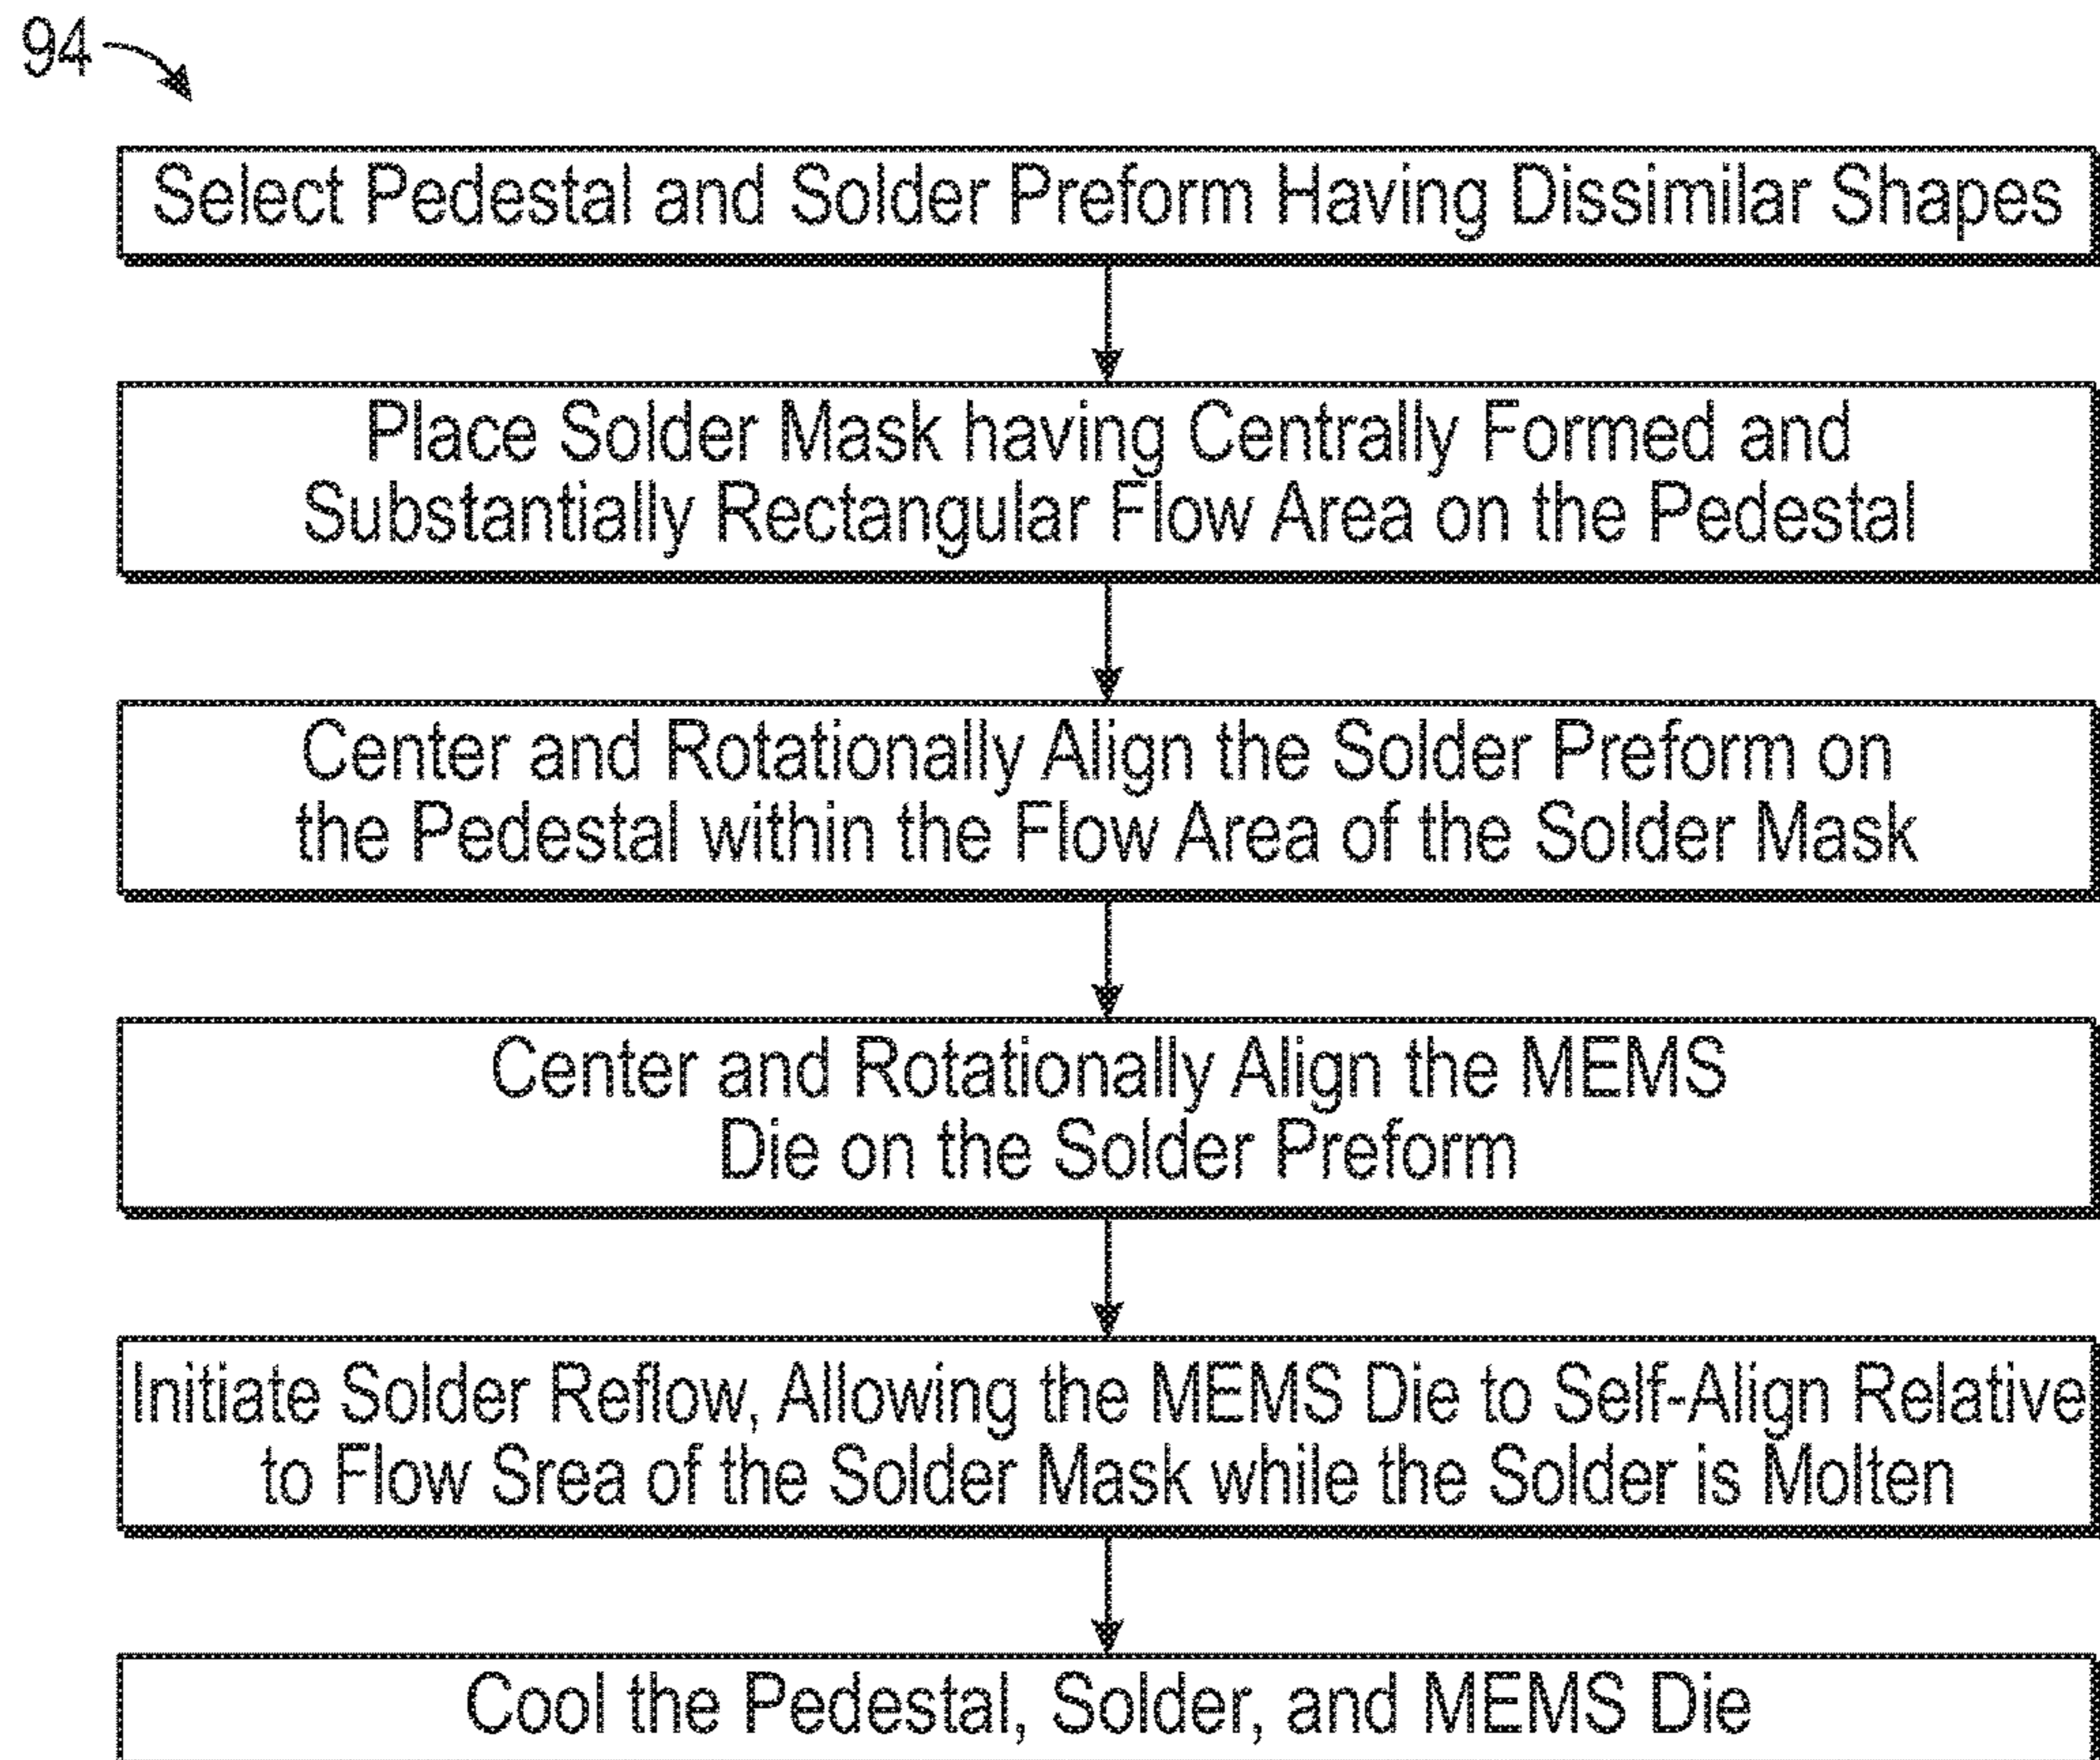 94
Select Pedestal and Solder Preform Having Dissimilar Shapes
Place Solder Mask having Centrally Formed and
Substantially Rectangular Flow Area on the Pedestal
Center and Rotationally Align the Solder Preform on
the Pedestal within the Flow Area of the Solder Mask
Center and Rotationally Align the MEMS
Die on the Solder Preform
Initiate Solder Reflow, Allowing the MEMS Die to Self-Align Relative
to Flow Srea of the Solder Mask while the Solder is Molten
Cool the Pedestal, Solder, and MEMS Die